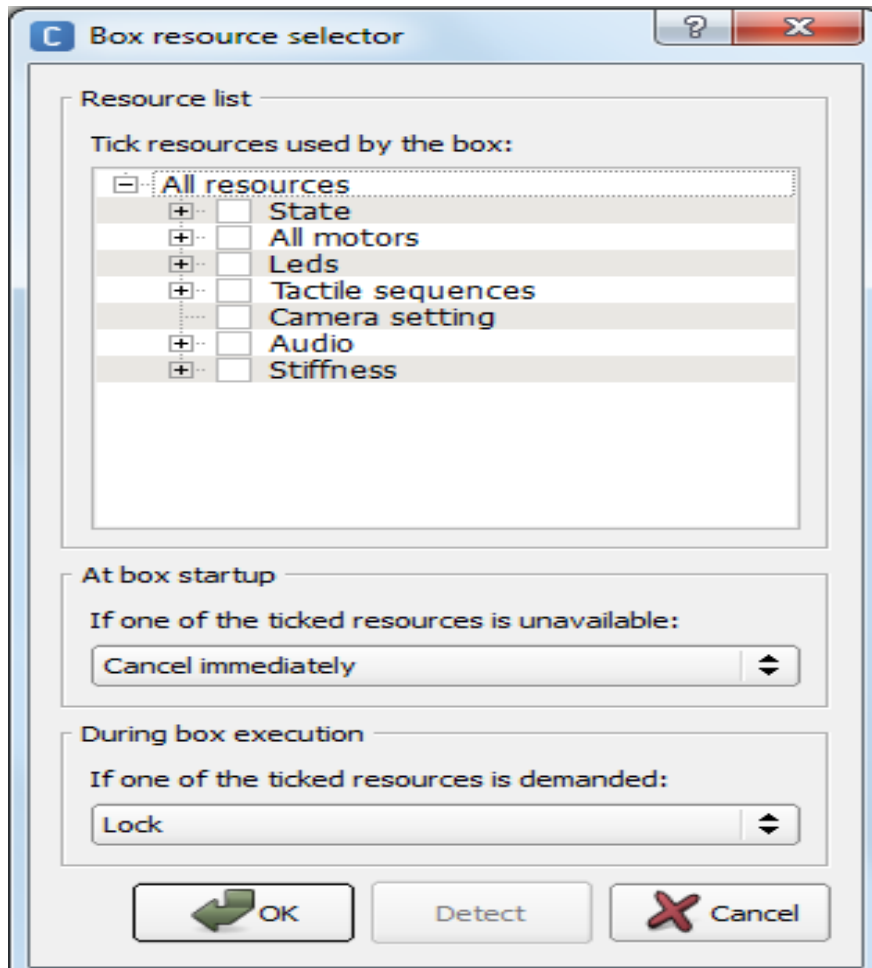 C Box resource selector ?
Resource list
Tick resources used by the box:
All resources
State
All motors
Leds
Tactile sequences
Camera setting
Audio
Stiffness
At box startup
If one of the ticked resources is unavailable:
Cancel immediately
During box execution
If one of the ticked resources is demanded:
Lock
OK Detect Cancel